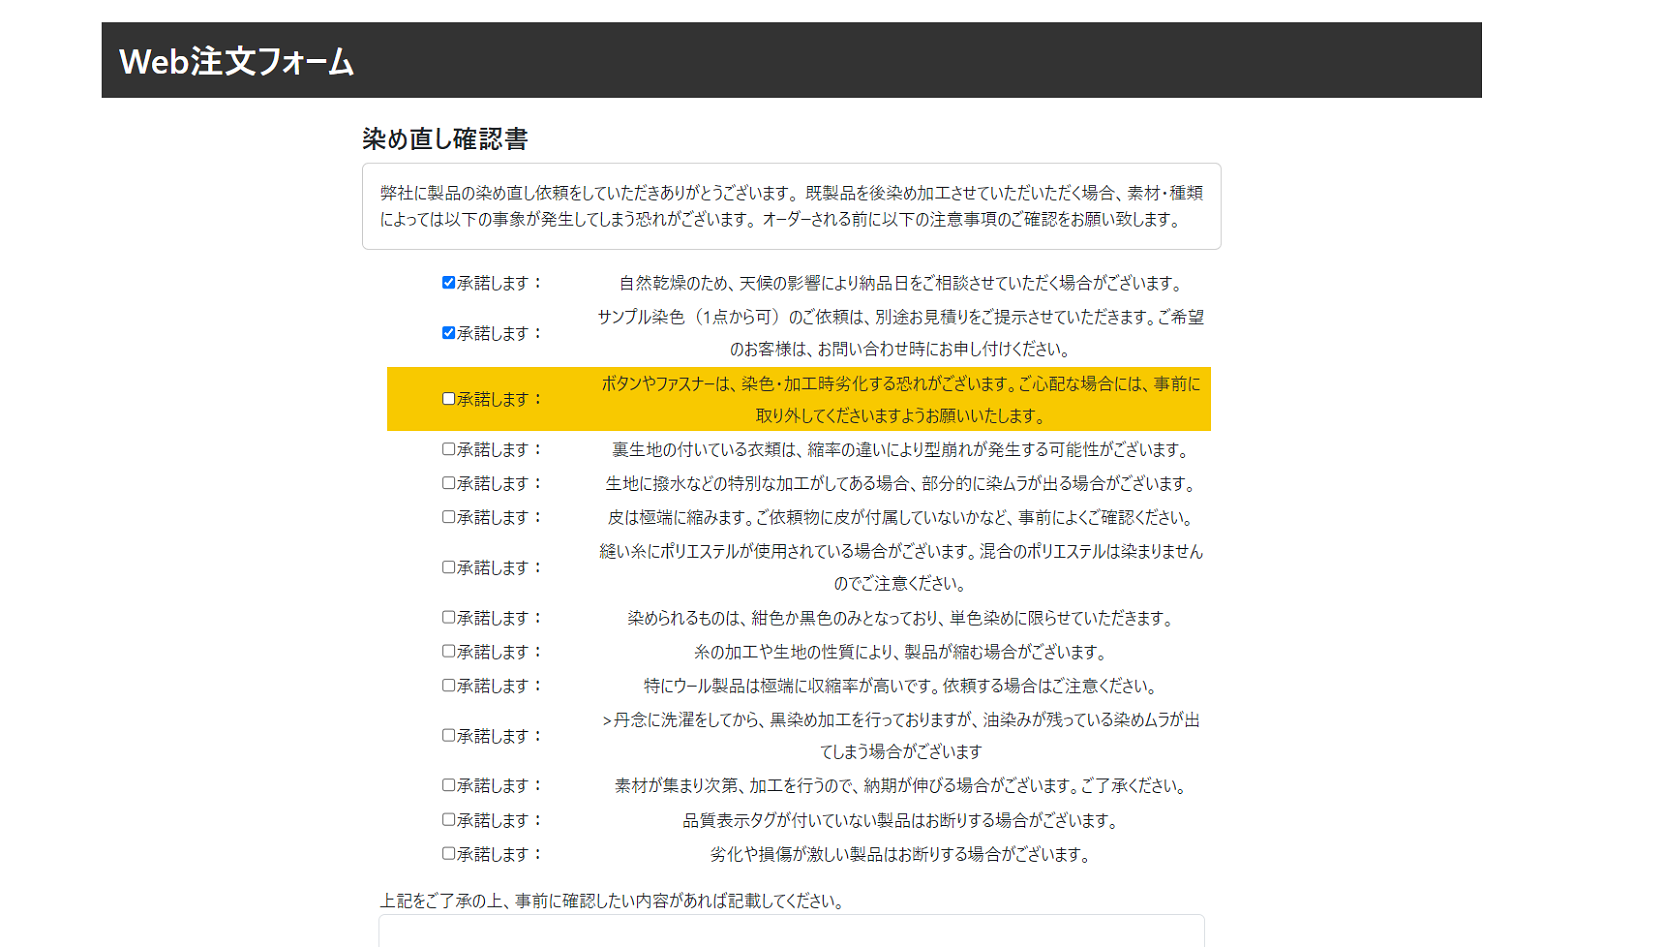 Web注文フォーム
染め直し確認書
弊社に製品の染め直し依頼をしていただきありがとうございます。既製品を後染め加工させていただいただく場合、素材・種類
によっては以下の事象が発生してしまう恐れがございます。オーダーされる前に以下の注意事項のご確認をお願い致します。
承諾します： 自然乾燥のため、天候の影響により納品日をご相談させていただく場合がございます。
承諾します： サンプル染色（1点から可）のご依頼は、別途お見積りをご提示させていただきます。ご希望
のお客様は、お問い合わせ時にお申し付けください。
承諾します： ボタンやファスナーは、染色・加工時劣化する恐れがございます。ご心配な場合には、事前に
取り外してくださいますようお願いいたします。
承諾します： 裏生地の付いている衣類は、縮率の違いにより型崩れが発生する可能性がございます。
承諾します： 生地に撥水などの特別な加工がしてある場合、部分的に染ムラが出る場合がございます。
承諾します： 皮は極端に縮みます。ご依頼物に皮が付属していないかなど、事前によくご確認ください。
承諾します： 縫い糸にポリエステルが使用されている場合がございます。混合のポリエステルは染まりません
のでご注意ください。
承諾します： 染められるものは、紺色か黒色のみとなっており、単色染めに限らせていただきます。
承諾します： 糸の加工や生地の性質により、製品が縮む場合がございます。
承諾します： 特にウール製品は極端に収縮率が高いです。依頼する場合はご注意ください。
承諾します： >丹念に洗濯をしてから、黒染め加工を行っておりますが、油染みが残っている染めムラが出
てしまう場合がございます
承諾します： 素材が集まり次第、加工を行うので、納期が伸びる場合がございます。ご了承ください。
承諾します： 品質表示タグが付いていない製品はお断りする場合がございます。
承諾します： 劣化や損傷が激しい製品はお断りする場合がございます。
上記をご了承の上、事前に確認したい内容があれば記載してください。